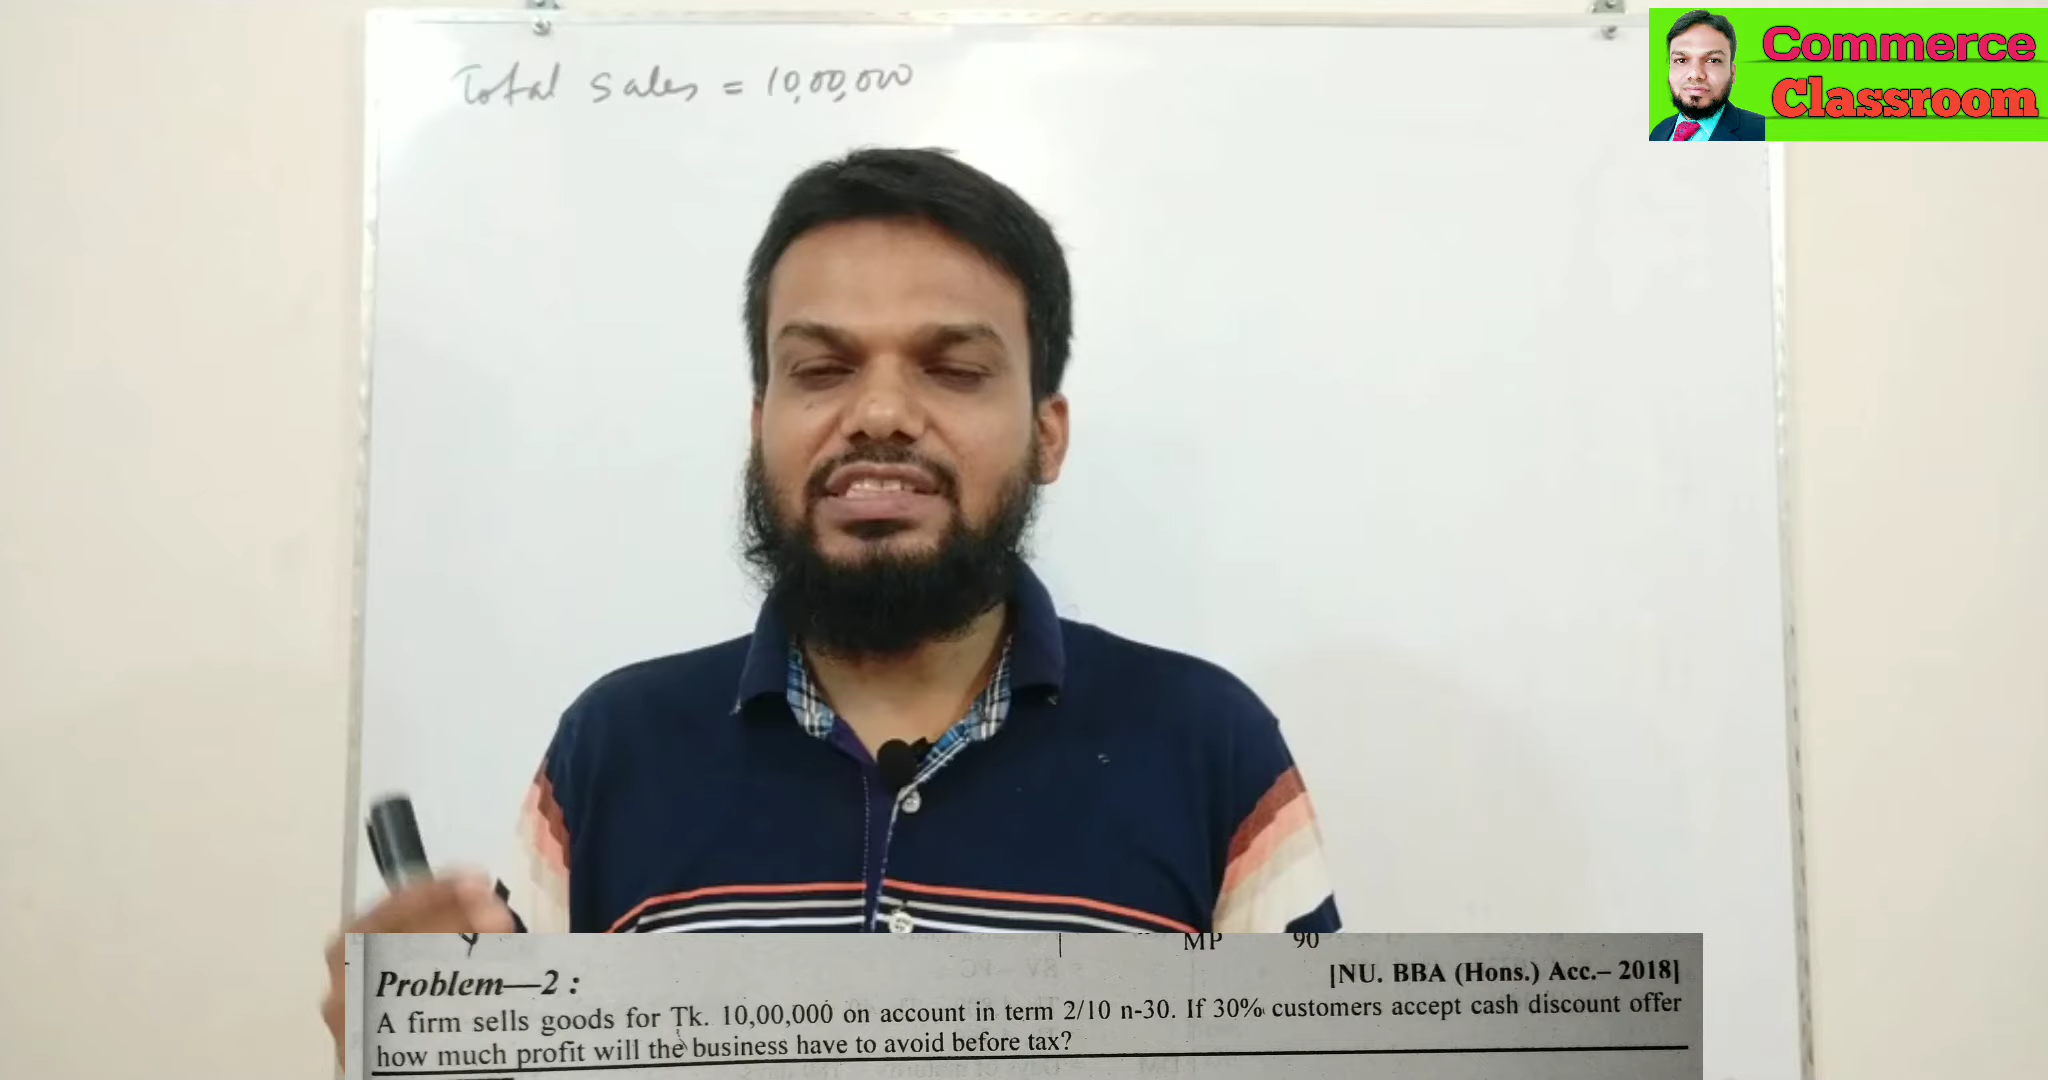 Total Sales = 10,00,000
Commerce
Classroom
MP 90
Problem—2 :
[NU. BBA (Hons.) Acc.– 2018]
A firm sells goods for Tk. 10,00,000 on account in term 2/10 n-30. If 30% customers accept cash discount offer
how much profit will the business have to avoid before tax?